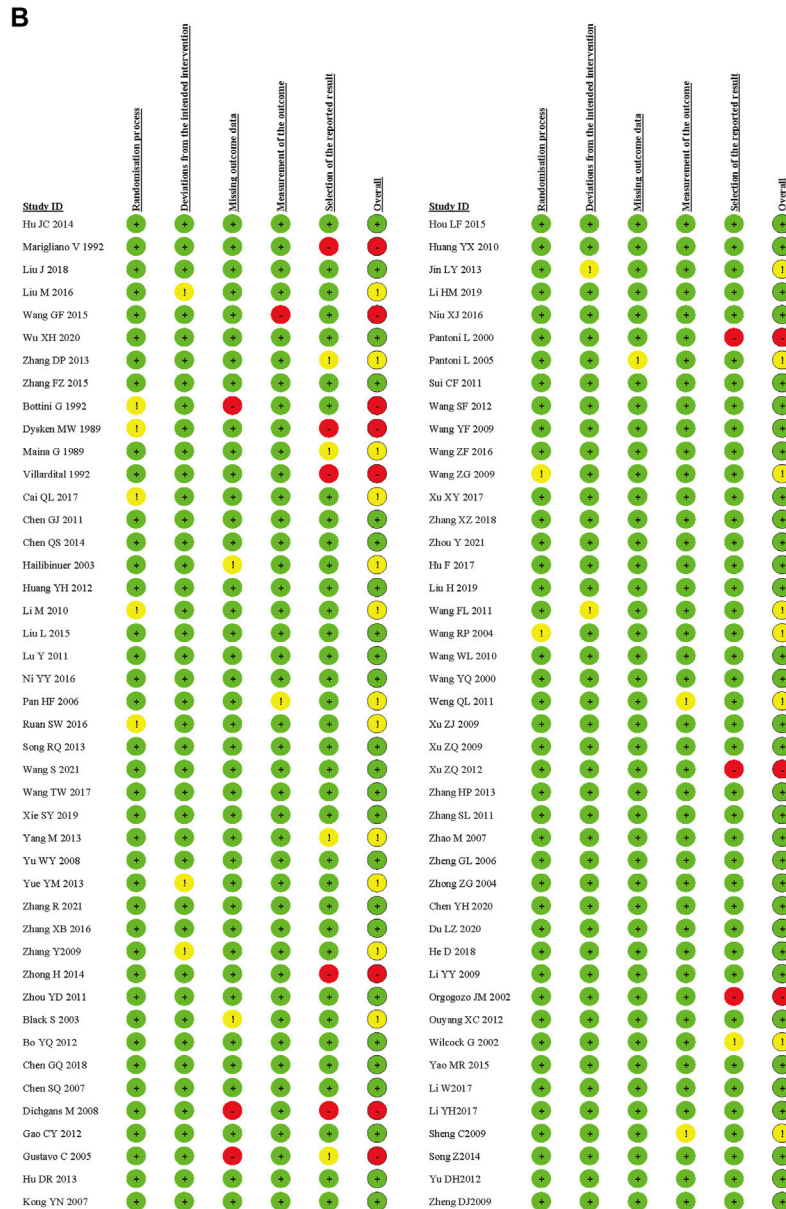 B
Randomisation process
Deviations from the intended intervention
Missing outcome data
Measurement of the outcome
Selection of the reported result
Overall
Study ID
Hu JC 2014 + + + + + +
Marigliano V 1992 + + + + - -
Liu J 2018 + + + + + +
Liu M 2016 + ! + + + !
Wang GF 2015 + + + - + -
Wu XH 2020 + + + + + +
Zhang DP 2013 + + + + ! !
Zhang FZ 2015 + + + + + +
Bottini G 1992 ! + - + + -
Dysken MW 1989 ! + + + - -
Maina G 1989 + + + + ! !
Villardital 1992 + + + + - -
Cai QL 2017 ! + + + + !
Chen GJ 2011 + + + + + +
Chen QS 2014 + + + + + +
Hailibinuer 2003 + + ! + + !
Huang YH 2012 + + + + + +
Li M 2010 ! + + + + !
Liu L 2015 + + + + + +
Lu Y 2011 + + + + + +
Ni YY 2016 + + + + + +
Pan HF 2006 + + + ! + !
Ruan SW 2016 ! + + + + !
Song RQ 2013 + + + + + +
Wang S 2021 + + + + + +
Wang TW 2017 + + + + + +
Xie SY 2019 + + + + + +
Yang M 2013 + + + + ! !
Yu WY 2008 + + + + + +
Yue YM 2013 + ! + + + !
Zhang R 2021 + + + + + +
Zhang XB 2016 + + + + + +
Zhang Y2009 + ! + + + !
Zhong H 2014 + + + + - -
Zhou YD 2011 + + + + + +
Black S 2003 + + ! + + !
Bo YQ 2012 + + + + + +
Chen GQ 2018 + + + + + +
Chen SQ 2007 + + + + + +
Dichgans M 2008 + + - + - -
Gao CY 2012 + + + + + +
Gustavo C 2005 + + - + ! -
Hu DR 2013 + + + + + +
Kong YN 2007 + + + + + +
Randomisation process
Deviations from the intended intervention
Missing outcome data
Measurement of the outcome
Selection of the reported result
Overall
Study ID
Hou LF 2015 + + + + + +
Huang YX 2010 + + + + + +
Jin LY 2013 + ! + + + !
Li HM 2019 + + + + + +
Niu XJ 2016 + + + + + +
Pantoni L 2000 + + + + - -
Pantoni L 2005 + + ! + + !
Sui CF 2011 + + + + + +
Wang SF 2012 + + + + + +
Wang YF 2009 + + + + + +
Wang ZF 2016 + + + + + +
Wang ZG 2009 ! + + + + !
Xu XY 2017 + + + + + +
Zhang XZ 2018 + + + + + +
Zhou Y 2021 + + + + + +
Hu F 2017 + + + + + +
Liu H 2019 + + + + + +
Wang FL 2011 + ! + + + !
Wang RP 2004 ! + + + + !
Wang WL 2010 + + + + + +
Wang YQ 2000 + + + + + +
Weng QL 2011 + + + ! + !
Xu ZJ 2009 + + + + + +
Xu ZQ 2009 + + + + + +
Xu ZQ 2012 + + + + - -
Zhang HP 2013 + + + + + +
Zhang SL 2011 + + + + + +
Zhao M 2007 + + + + + +
Zheng GL 2006 + + + + + +
Zhong ZG 2004 + + + + + +
Chen YH 2020 + + + + + +
Du LZ 2020 + + + + + +
He D 2018 + + + + + +
Li YY 2009 + + + + + +
Orgogozo JM 2002 + + + + - -
Ouyang XC 2012 + + + + + +
Wilcock G 2002 + + + + ! !
Yao MR 2015 + + + + + +
Li W2017 + + + + + +
Li YH2017 + + + + + +
Sheng C2009 + + + ! + !
Song Z2014 + + + + + +
Yu DH2012 + + + + + +
Zheng DJ2009 + + + + + +